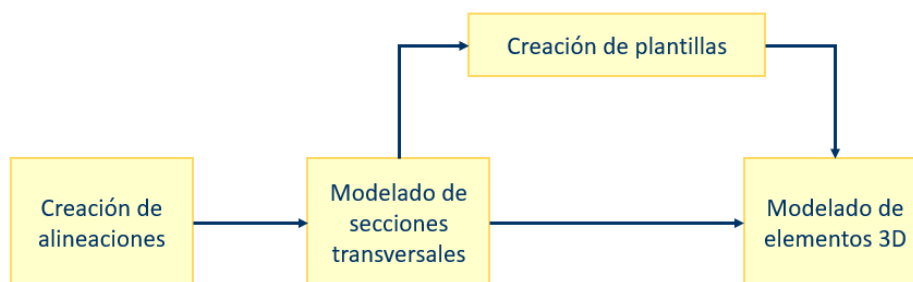 Creación de plantillas
Creación de
alineaciones
Modelado de
secciones
transversales
Modelado de
elementos 3D